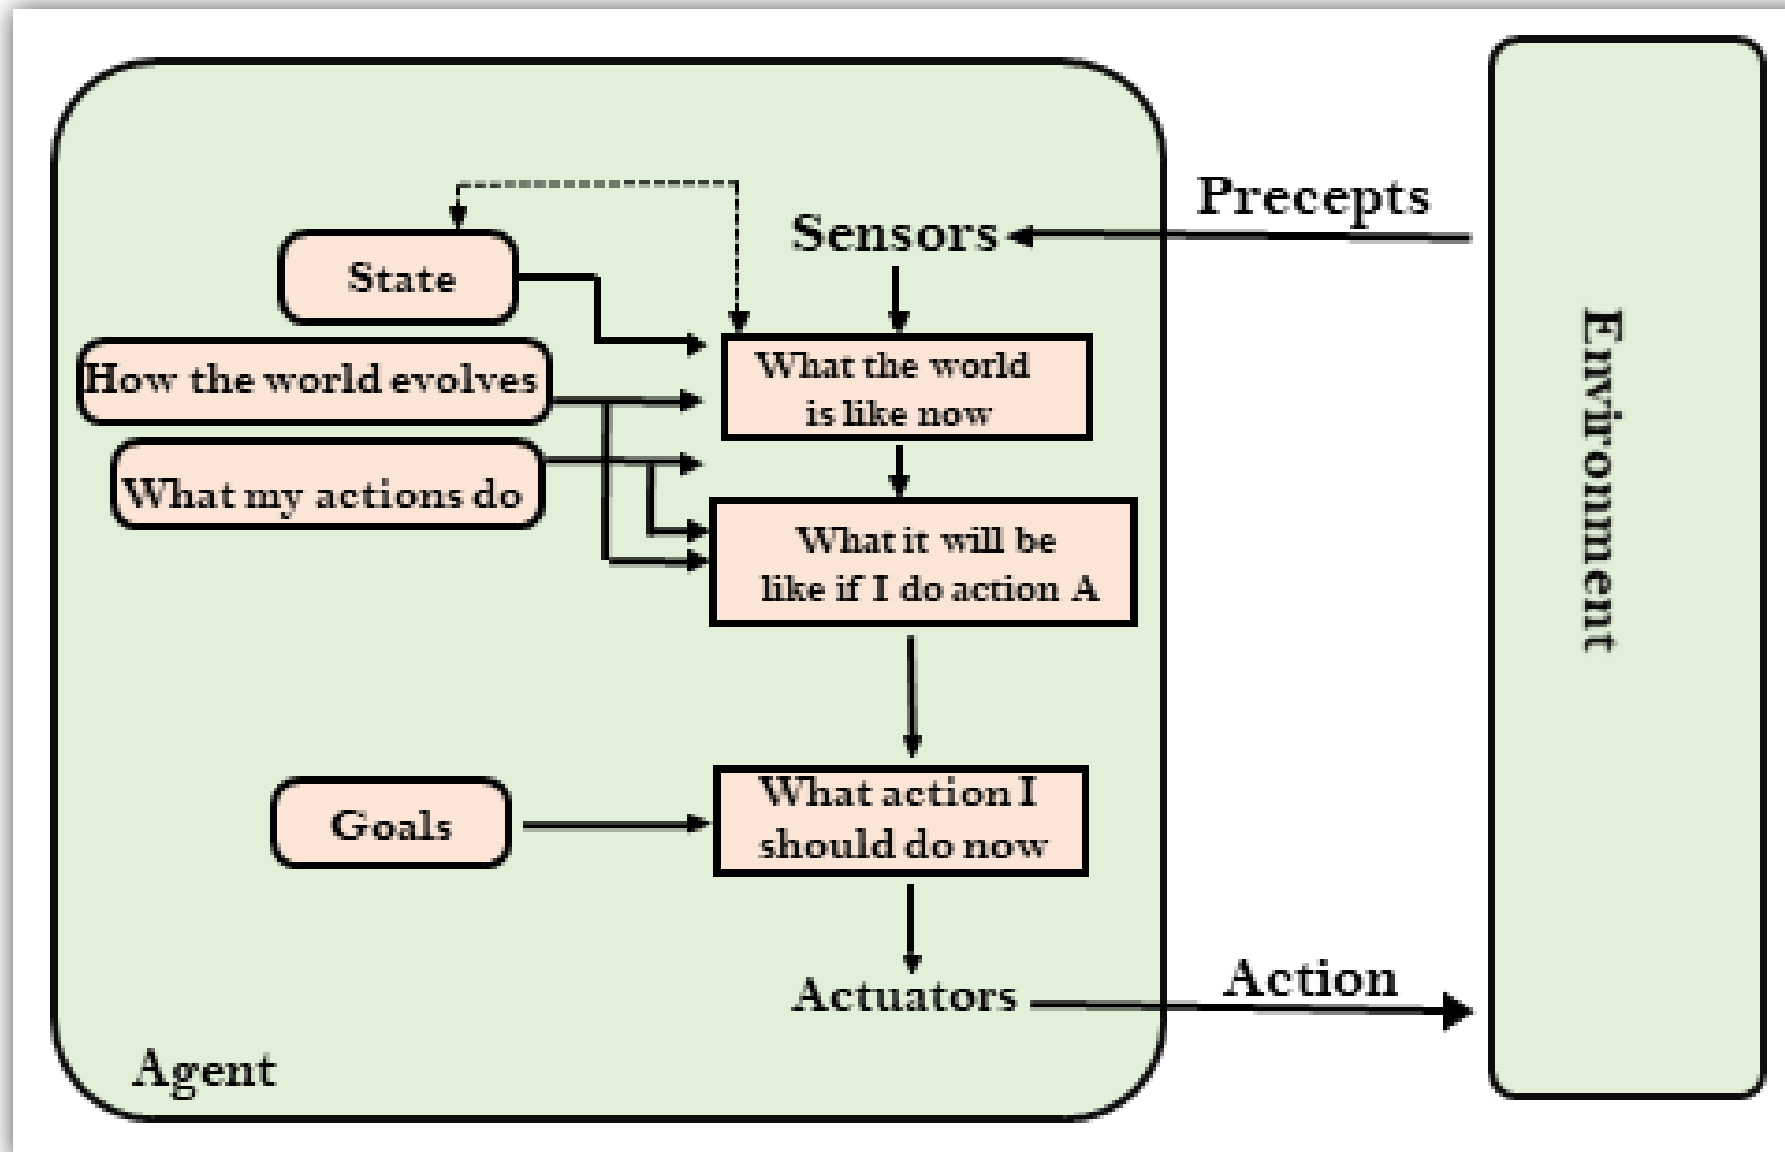 Precepts
Sensors
State
How the world evolves
What the world
is like now
What my actions do
What it will be
like if I do action A
Environment
Goals
What action I
should do now
Actuators
Action
Agent